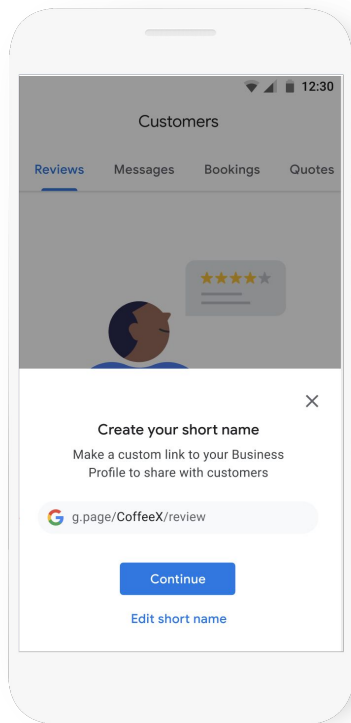 12:30
Customers
Reviews Messages Bookings Quotes
Create your short name
Make a custom link to your Business
Profile to share with customers
g.page/CoffeeX/review
Continue
Edit short name